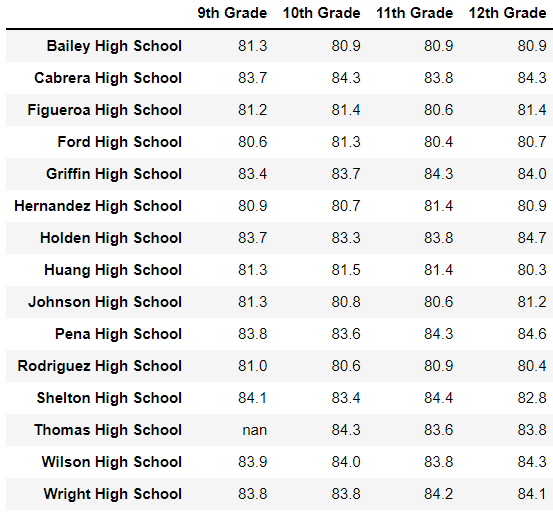 9th Grade 10th Grade 11th Grade 12th Grade
Bailey High School 81.3 80.9 80.9 80.9
Cabrera High School 83.7 84.3 83.8 84.3
Figueroa High School 81.2 81.4 80.6 81.4
Ford High School 80.6 81.3 80.4 80.7
Griffin High School 83.4 83.7 84.3 84.0
Hernandez High School 80.9 80.7 81.4 80.9
Holden High School 83.7 83.3 83.8 84.7
Huang High School 81.3 81.5 81.4 80.3
Johnson High School 81.3 80.8 80.6 81.2
Pena High School 83.8 83.6 84.3 84.6
Rodriguez High School 81.0 80.6 80.9 80.4
Shelton High School 84.1 83.4 84.4 82.8
Thomas High School nan 84.3 83.6 83.8
Wilson High School 83.9 84.0 83.8 84.3
Wright High School 83.8 83.8 84.2 84.1